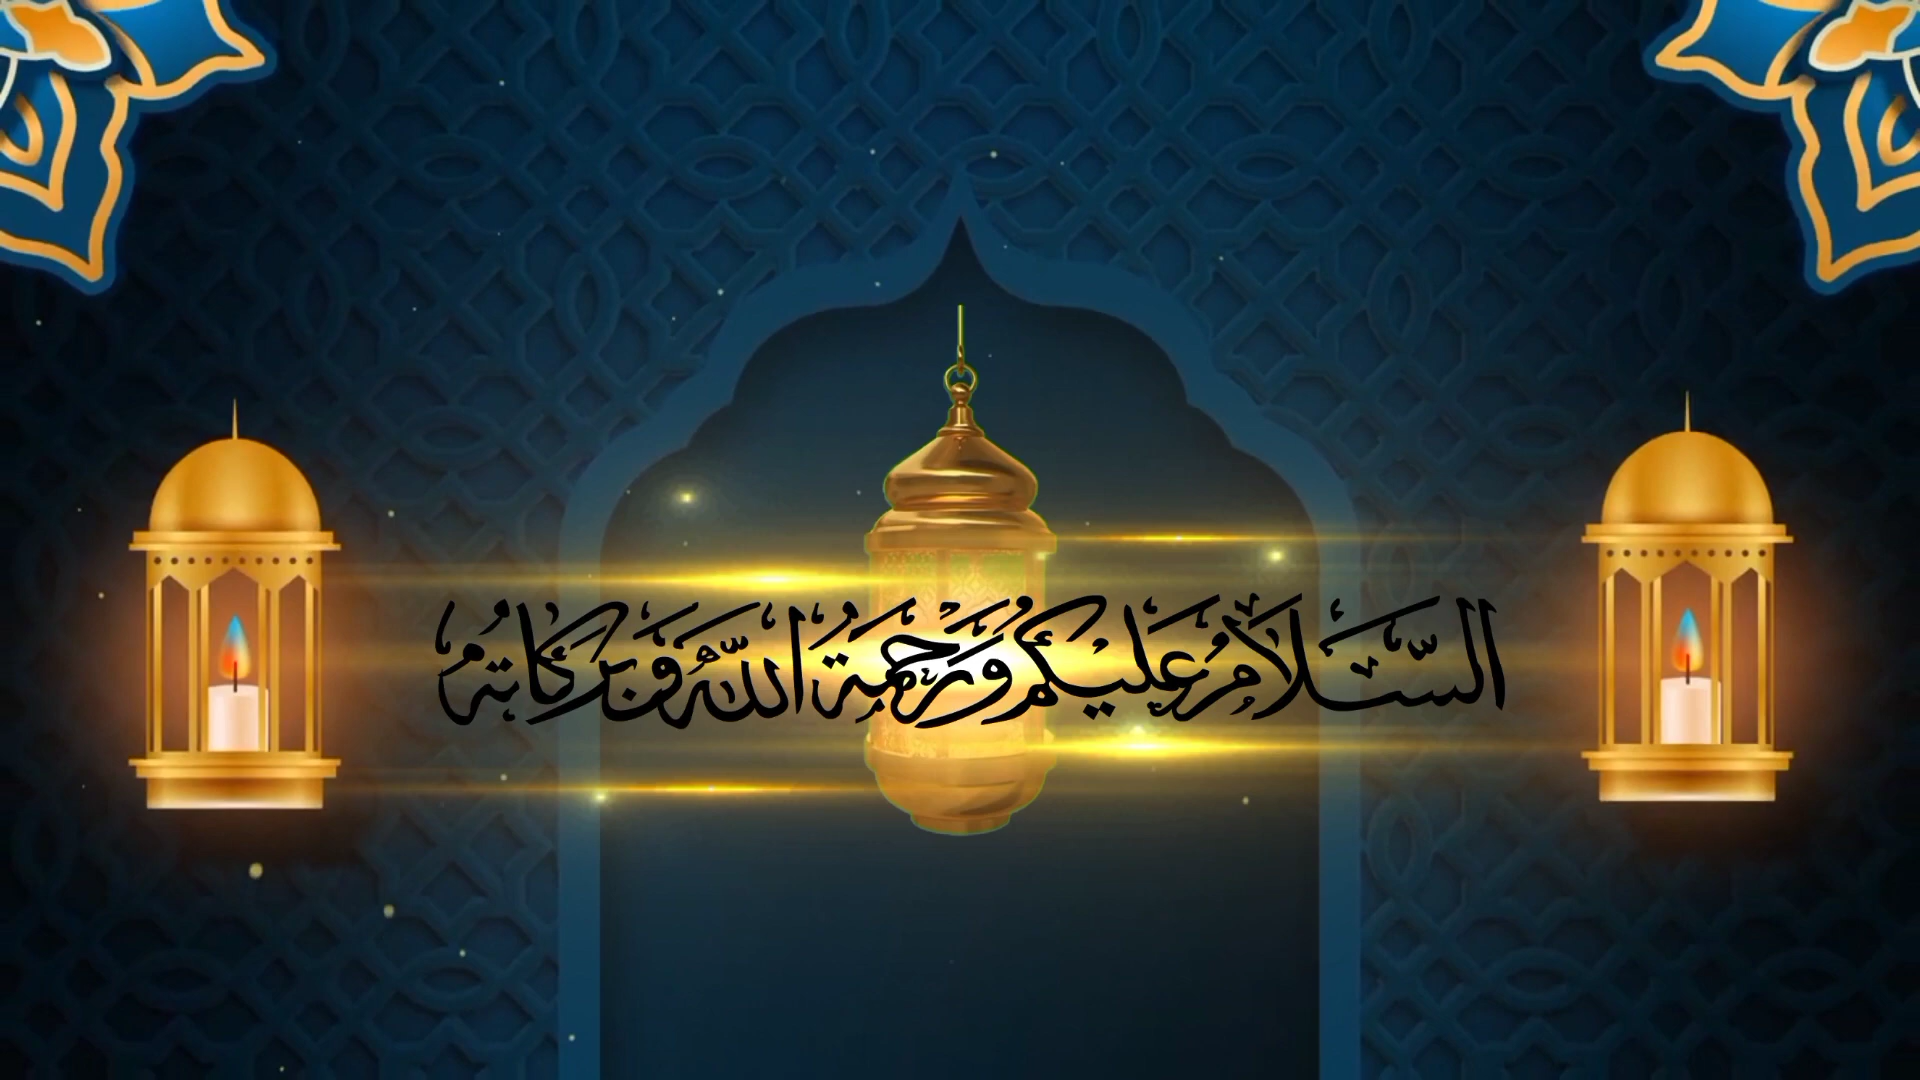 السَّلَامُ عَلَيْكُمْ وَرَحْمَةُ اللهِ وَبَرَكَاتُهُ